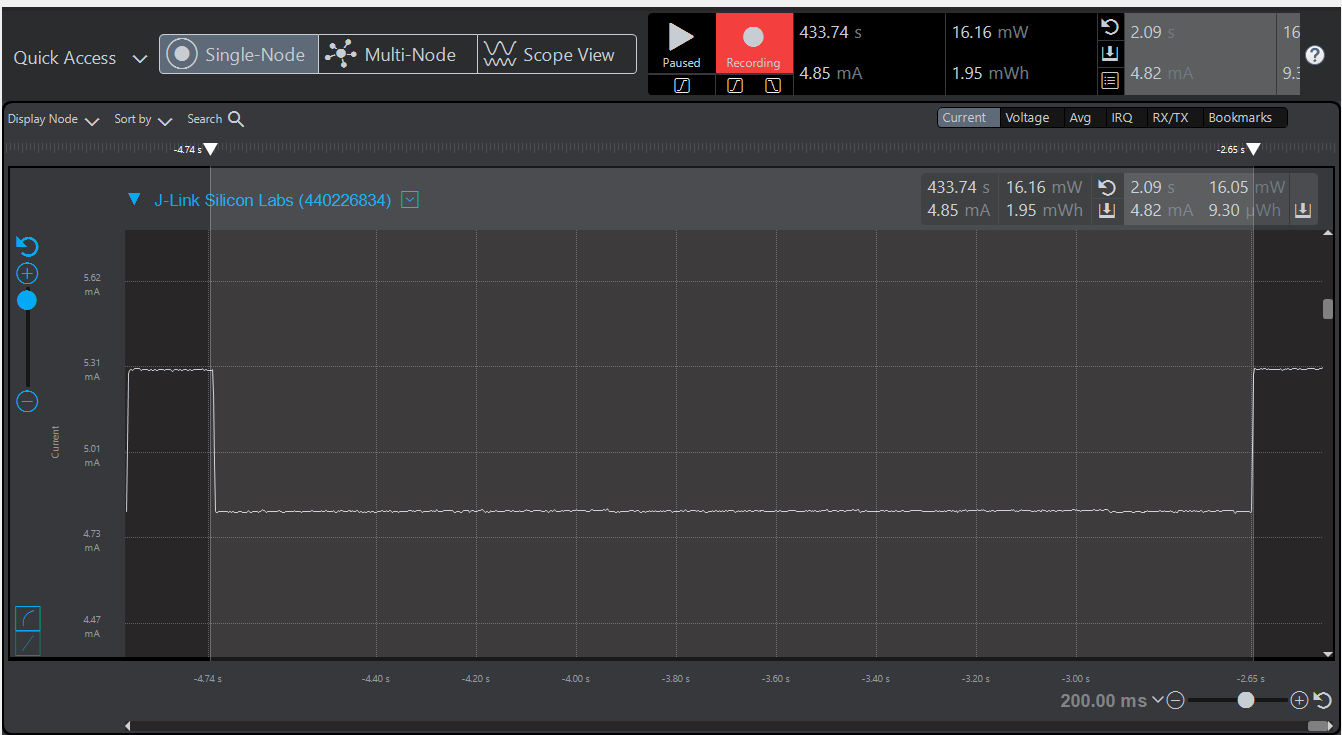 Quick Access
Single-Node
Multi-Node
Scope View
Paused
Recording
433.74 s
16.16 mW
4.85 mA
1.95 mWh
2.09 s
16
4.82 mA
?
Display Node
Sort by
Search
Current
Voltage
Avg
IRQ
RX/TX
Bookmarks
-4.74 s
-2.65 s
J-Link Silicon Labs (440226834)
433.74 s 16.16 mW
4.85 mA 1.95 mWh
2.09 s 16.05 mW
4.82 mA 9.30 µWh
5.62
mA
5.31
mA
5.01
mA
4.73
mA
4.47
mA
Current
-4.74 s
-4.40 s
-4.20 s
-4.00 s
-3.80 s
-3.60 s
-3.40 s
-3.20 s
-3.00 s
-2.65 s
200.00 ms